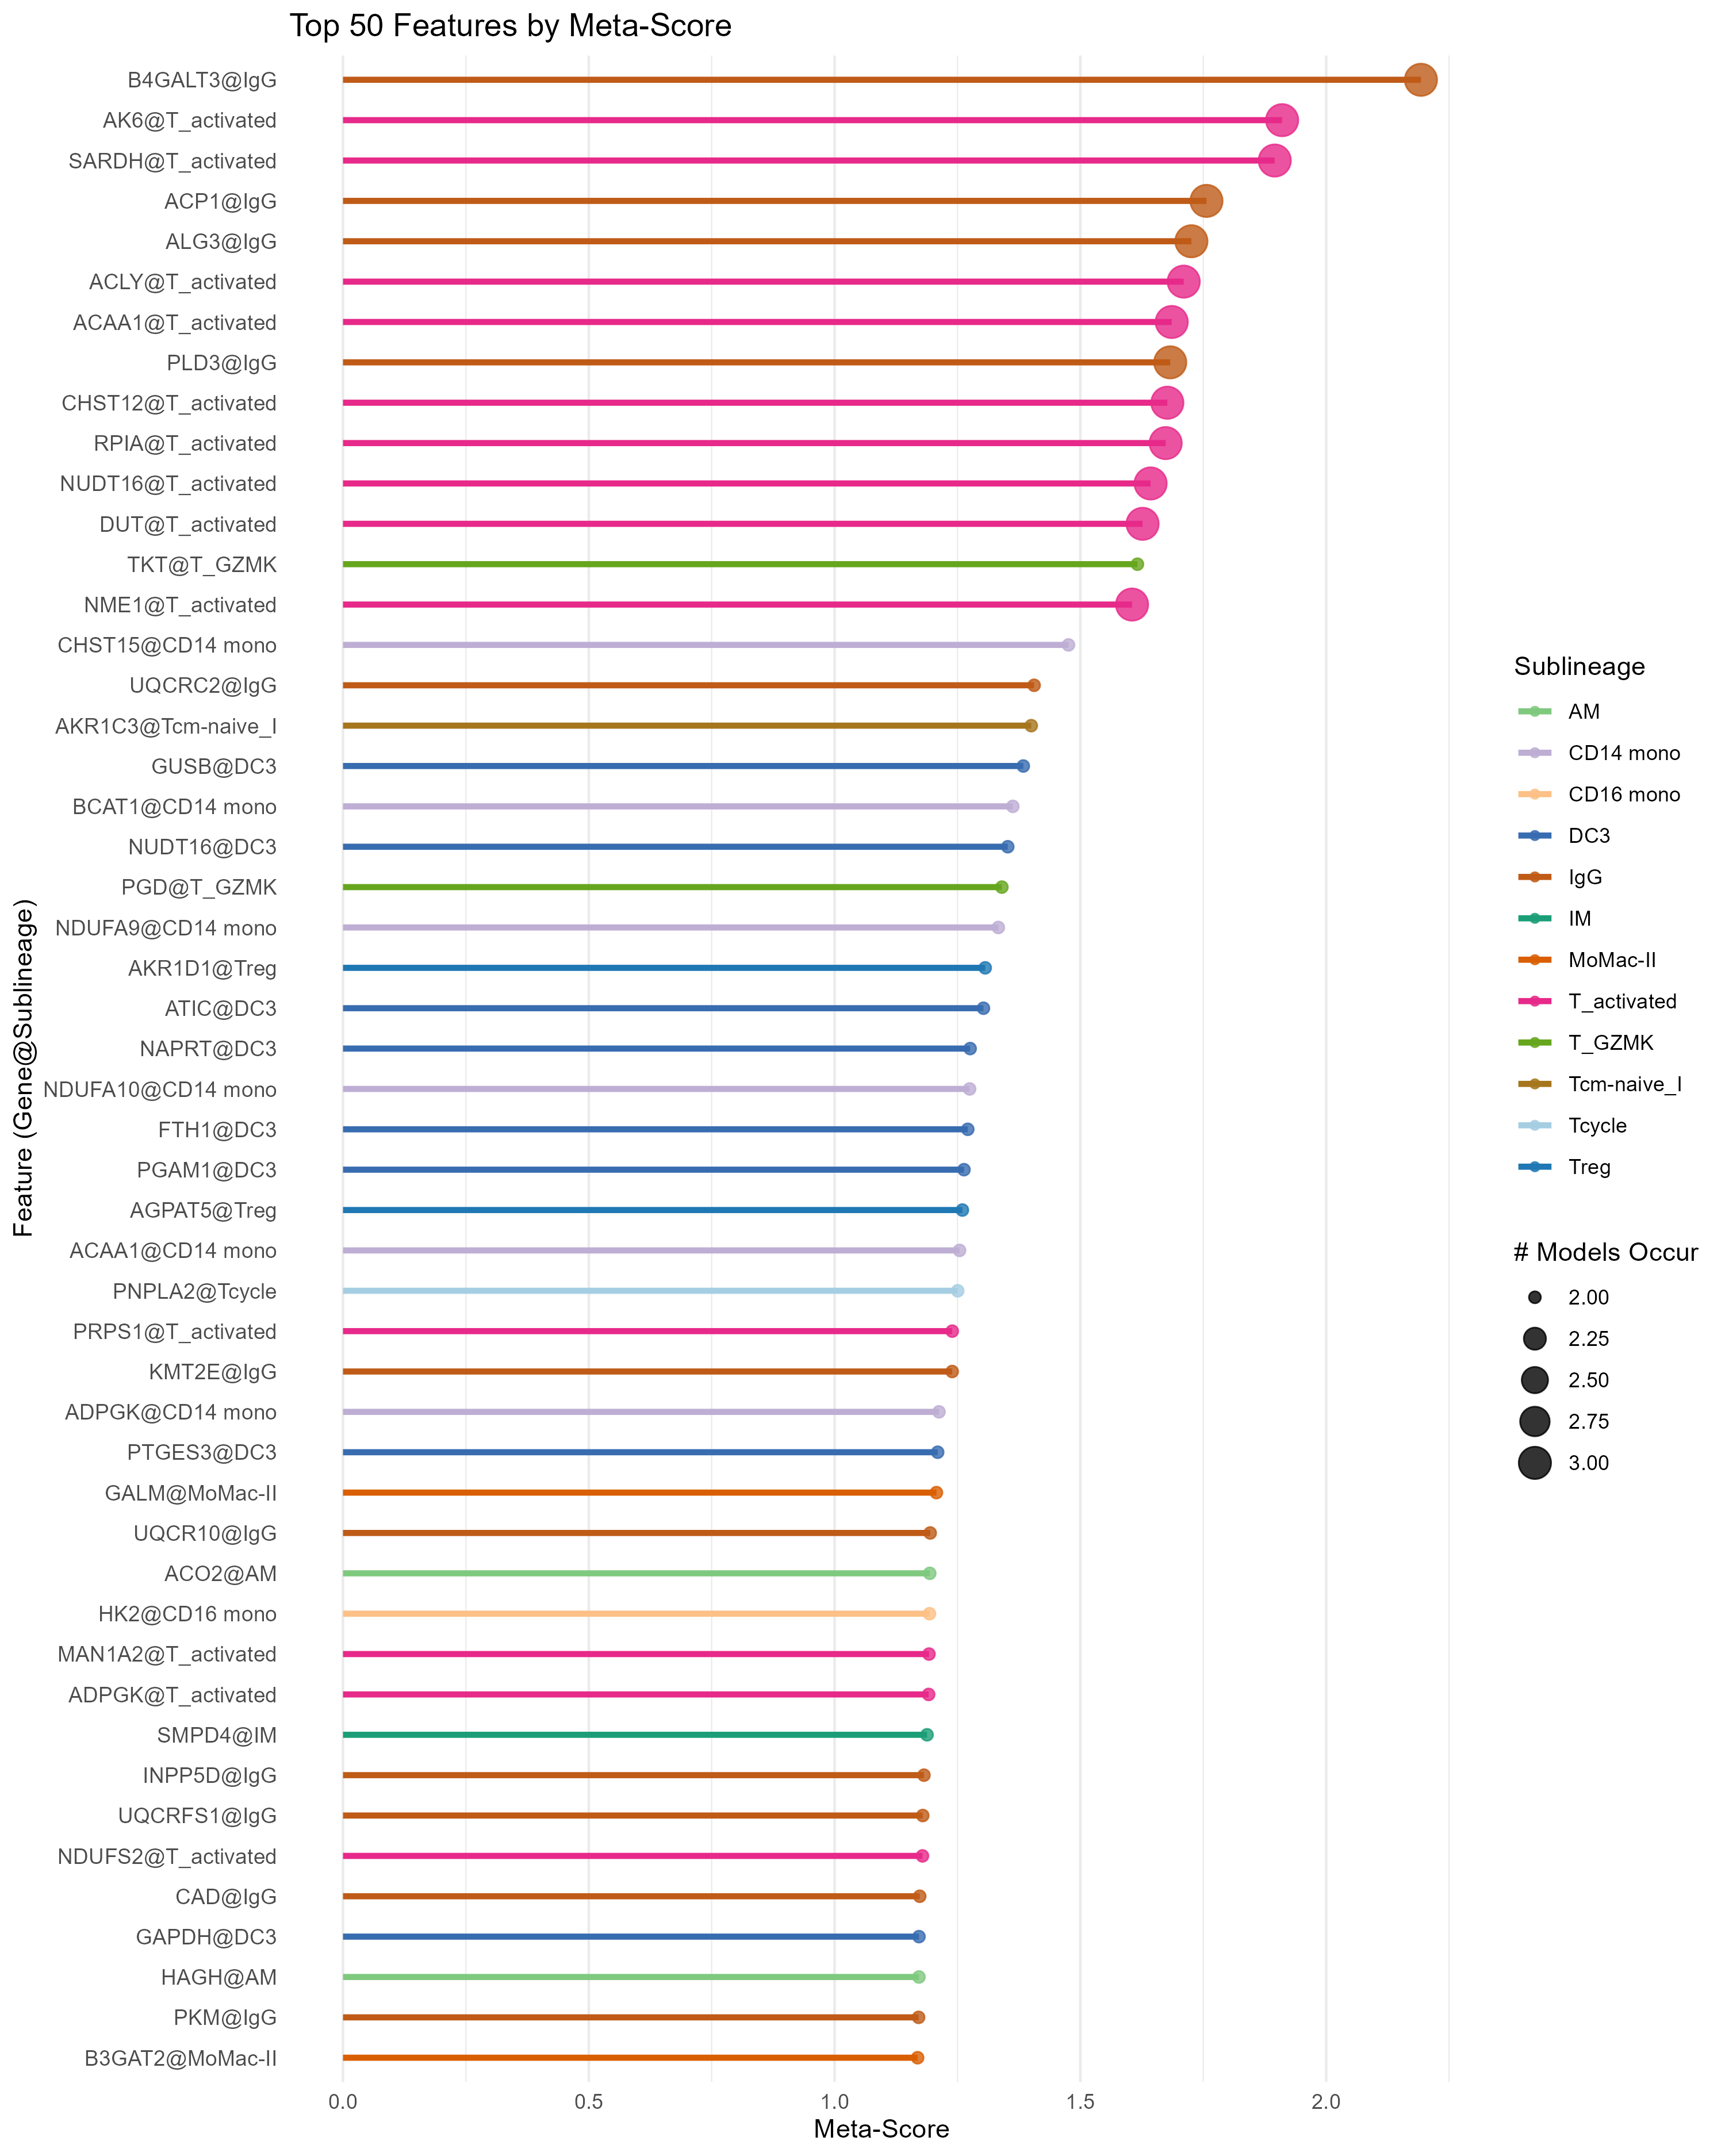 Top 50 Features by Meta-Score
B4GALT3@IgG
AK6@T_activated
SARDH@T_activated
ACP1@IgG
ALG3@IgG
ACLY@T_activated
ACAA1@T_activated
PLD3@IgG
CHST12@T_activated
RPIA@T_activated
NUDT16@T_activated
DUT@T_activated
TKT@T_GZMK
NME1@T_activated
CHST15@CD14 mono
UQCRC2@IgG
AKR1C3@Tcm-naive_I
GUSB@DC3
BCAT1@CD14 mono
NUDT16@DC3
PGD@T_GZMK
NDUFA9@CD14 mono
AKR1D1@Treg
ATIC@DC3
NAPRT@DC3
NDUFA10@CD14 mono
FTH1@DC3
PGAM1@DC3
AGPAT5@Treg
ACAA1@CD14 mono
PNPLA2@Tcycle
PRPS1@T_activated
KMT2E@IgG
ADPGK@CD14 mono
PTGES3@DC3
GALM@MoMac-II
UQCR10@IgG
ACO2@AM
HK2@CD16 mono
MAN1A2@T_activated
ADPGK@T_activated
SMPD4@IM
INPP5D@IgG
UQCRFS1@IgG
NDUFS2@T_activated
CAD@IgG
GAPDH@DC3
HAGH@AM
PKM@IgG
B3GAT2@MoMac-II
Feature (Gene@Sublineage)
0.0
0.5
1.0
1.5
2.0
Meta-Score
Sublineage
AM
CD14 mono
CD16 mono
DC3
IgG
IM
MoMac-II
T_activated
T_GZMK
Tcm-naive_I
Tcycle
Treg
# Models Occur
2.00
2.25
2.50
2.75
3.00